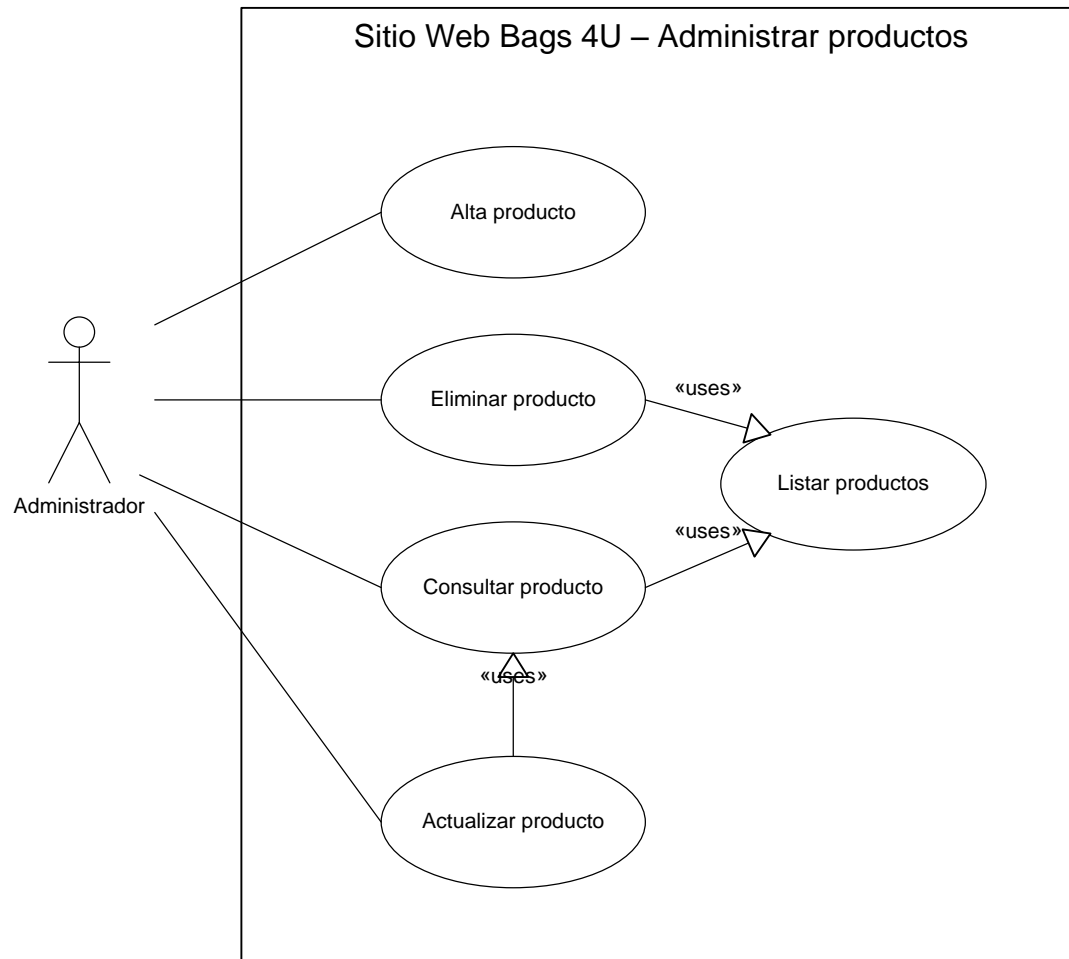 Sitio Web Bags 4U – Administrar productos
Alta producto
Eliminar producto
«uses»
Listar productos
Administrador
«uses»
Consultar producto
«uses»
Actualizar producto